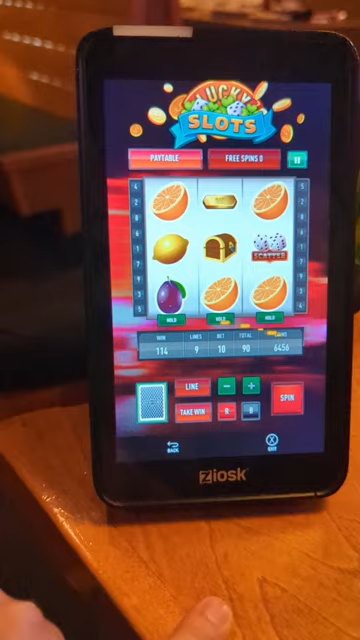 LUCKY
SLOTS
PAYTABLE FREE SPINS 0
SCATTER
HOLD HOLD HOLD
WIN LINES BET TOTAL
114 9 10 90 6456
LINE - +
TAKE WIN R B SPIN
BACK EXIT
ziosk